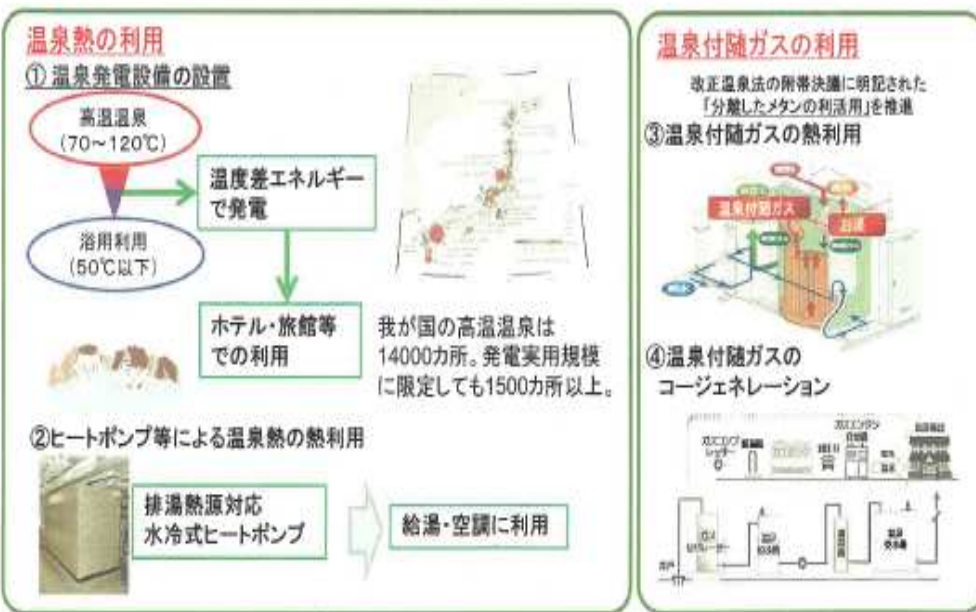 温泉熱の利用
① 温泉発電設備の設置
高温温泉
(70～120℃)
温度差エネルギー
で発電
浴用利用
(50℃以下)
ホテル・旅館等
での利用
我が国の高温温泉は
14000カ所。発電実用規模
に限定しても1500カ所以上。
②ヒートポンプ等による温泉熱の熱利用
排湯熱源対応
水冷式ヒートポンプ
給湯・空調に利用
温泉付随ガスの利用
改正温泉法の附帯決議に明記された
「分離したメタンの利活用」を推進
③温泉付随ガスの熱利用
温泉付随ガス
④温泉付随ガスの
コージェネレーション